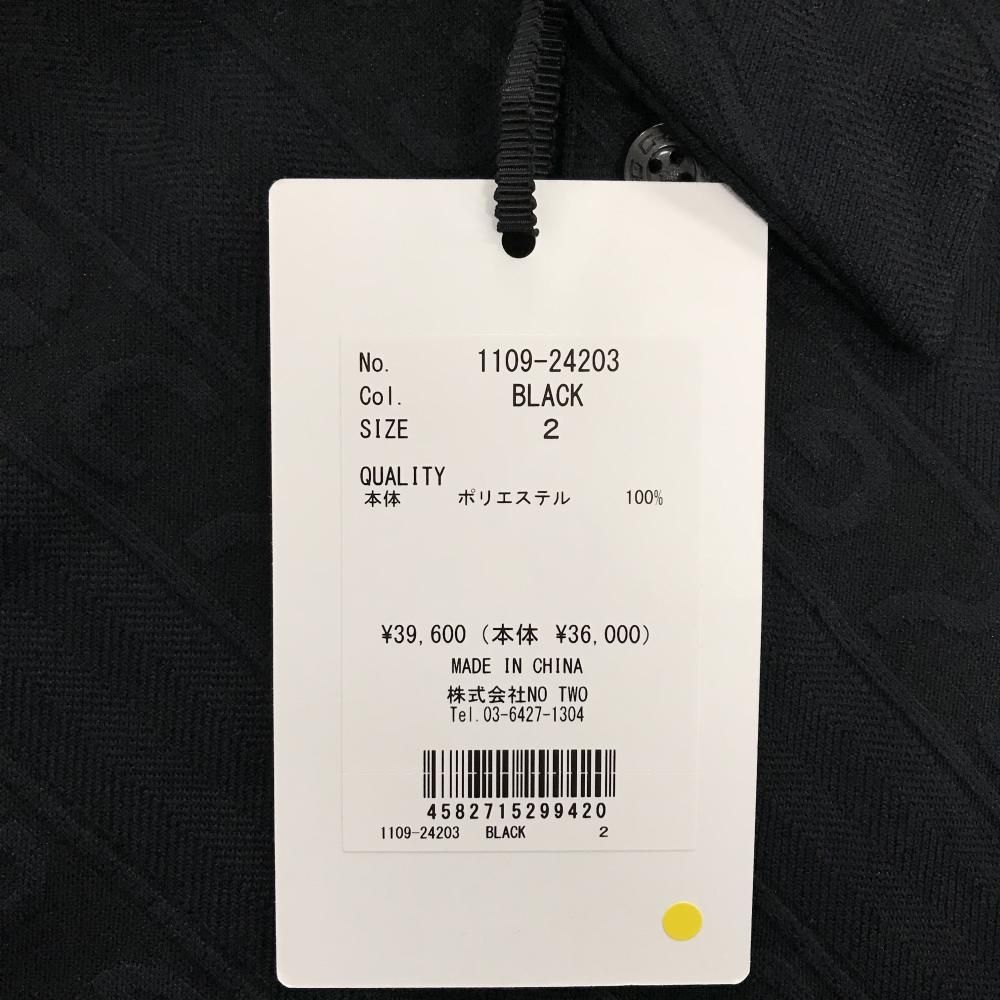 No. 1109-24203
Col. BLACK
SIZE 2
QUALITY
本体 ポリエステル 100%
¥39,600 (本体 ¥36,000)
MADE IN CHINA
株式会社NO TWO
Tel.03-6427-1304
4582715299420
1109-24203 BLACK 2